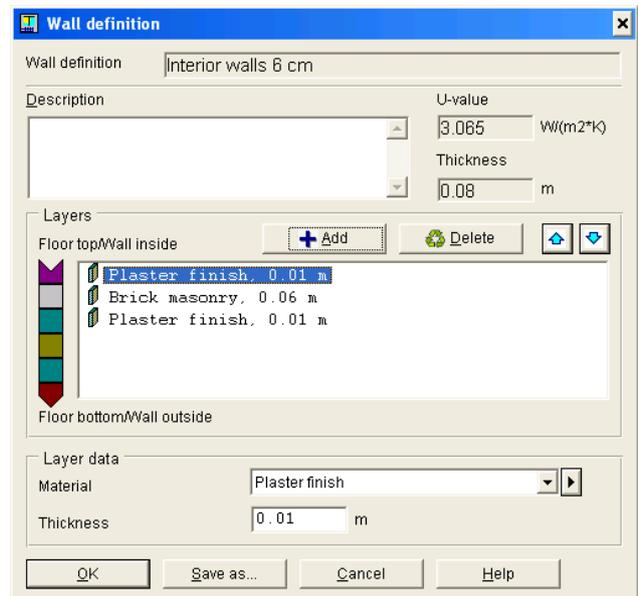 Wall definition
Wall definition Interior walls 6 cm
Description U-value
3.065 W/(m2*K)
Thickness
0.08 m
Layers
Floor top/Wall inside Add Delete
Plaster finish, 0.01 m
Brick masonry, 0.06 m
Plaster finish, 0.01 m
Floor bottom/Wall outside
Layer data
Material Plaster finish
Thickness 0.01 m
OK Save as... Cancel Help